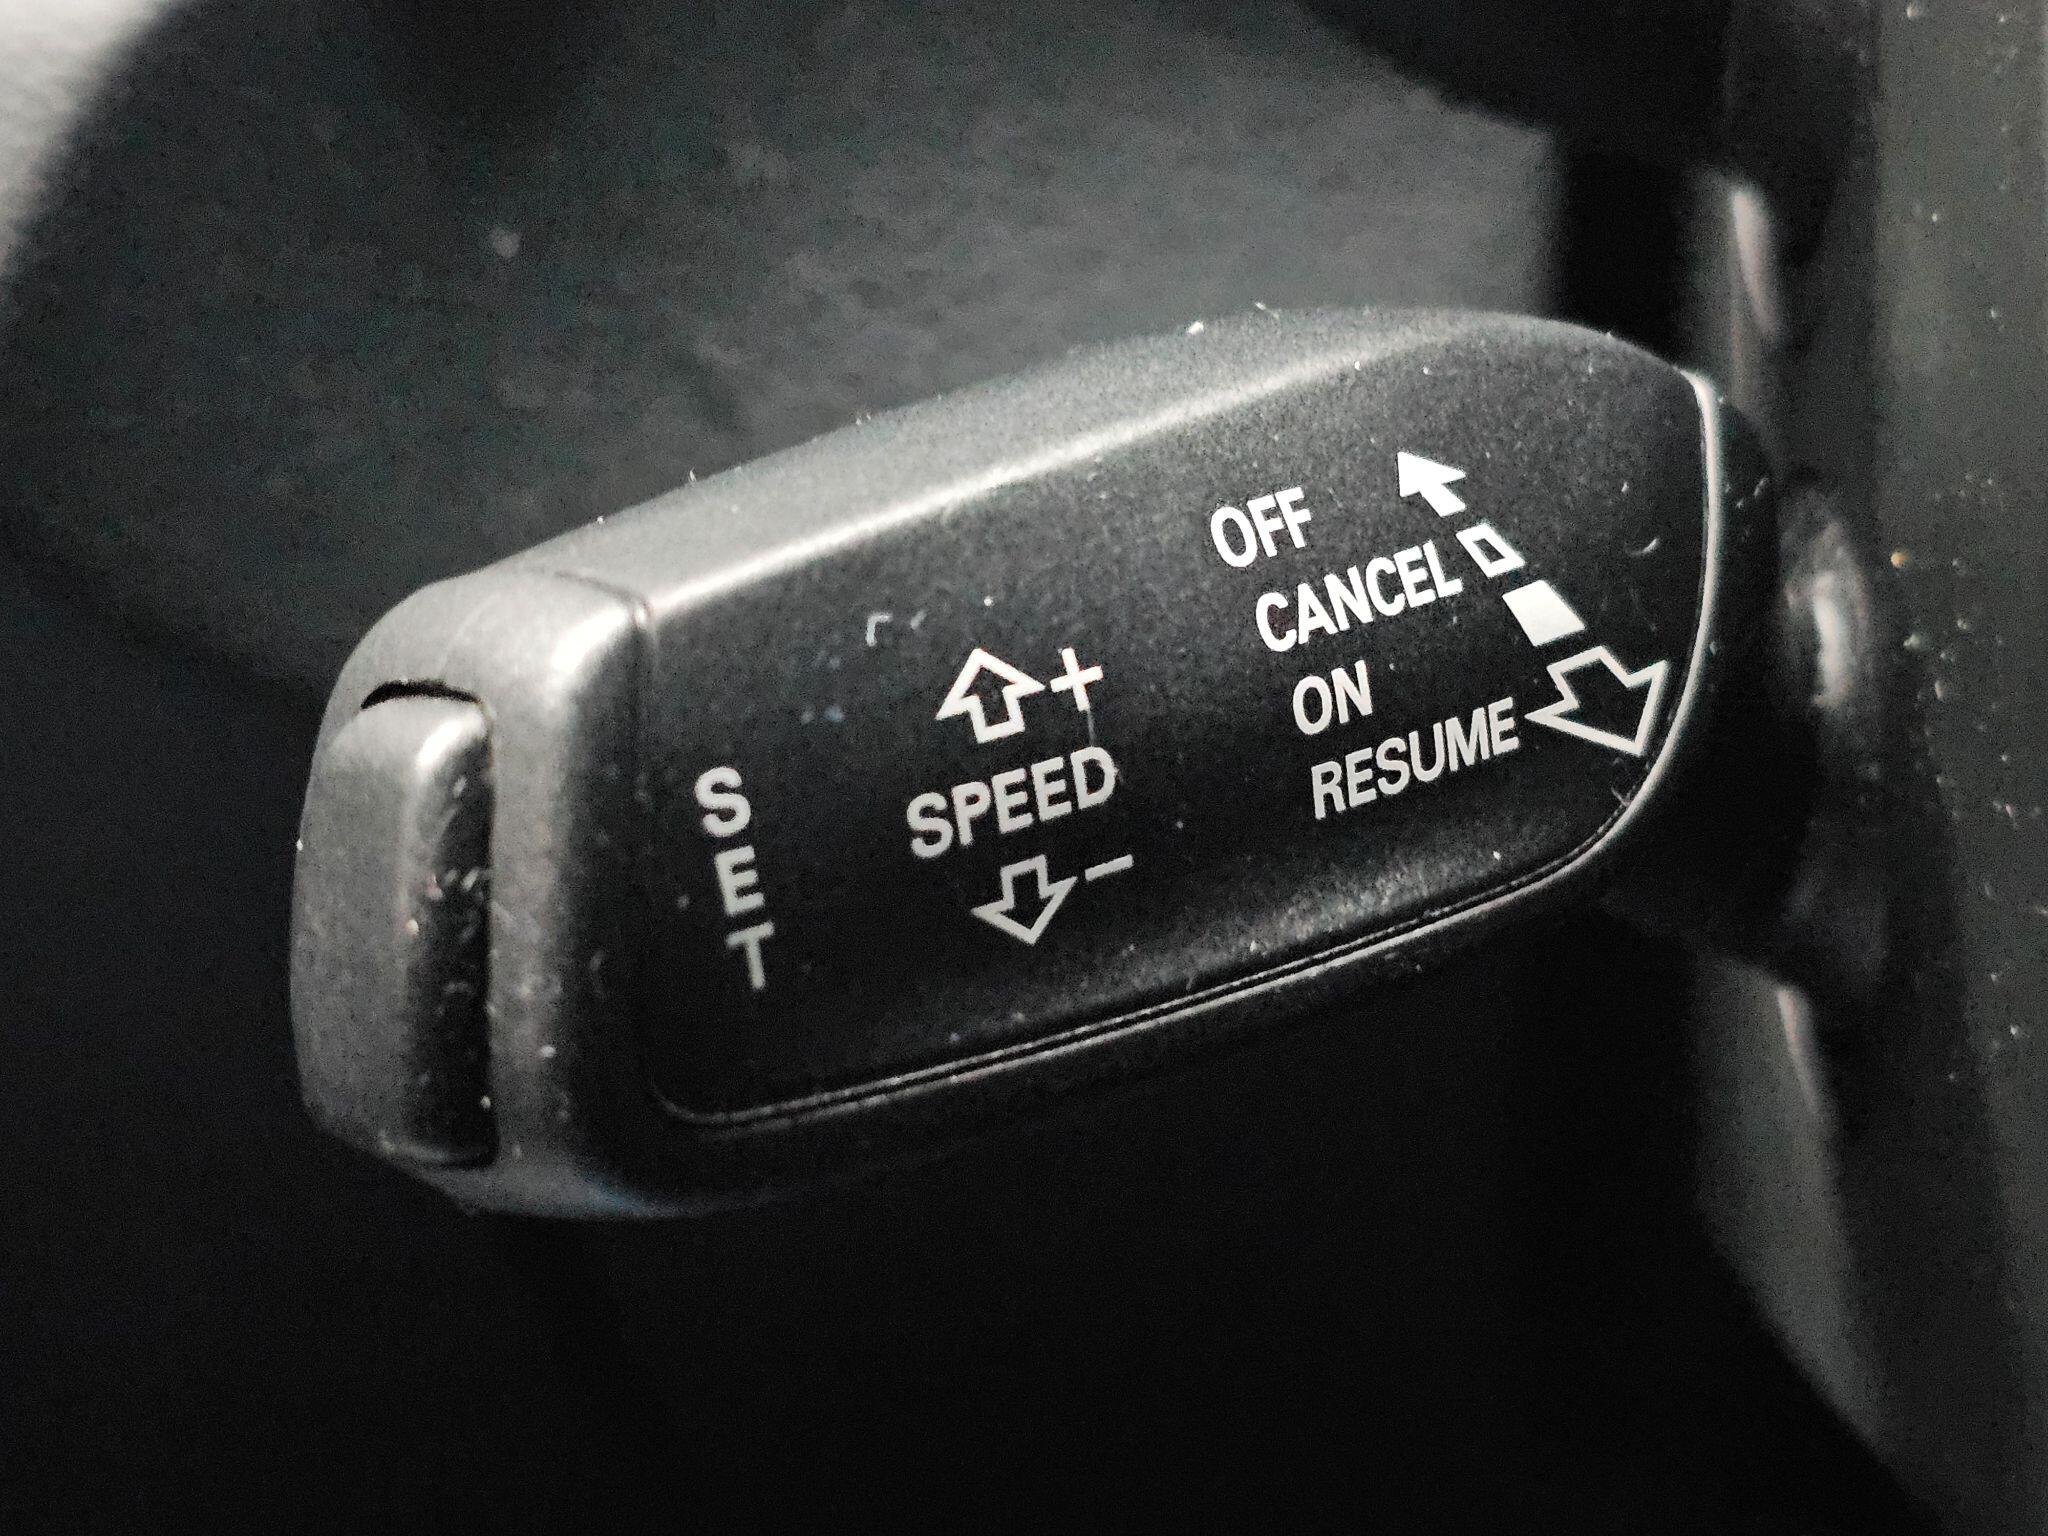 SET
+
SPEED
-
OFF
CANCEL
ON
RESUME